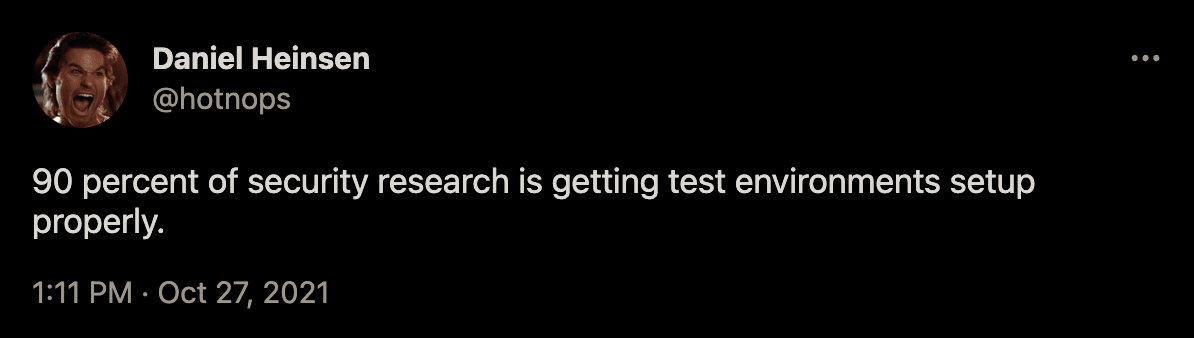 Daniel Heinsen
@hotnops
90 percent of security research is getting test environments setup
properly.
1:11 PM · Oct 27, 2021